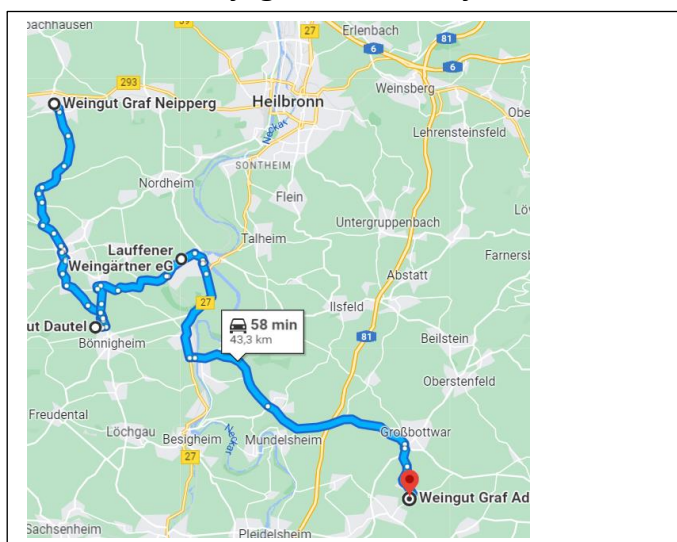 bachhausen
27
Erlenbach
81
6
6
293
Weingut Graf Neipperg
Heilbronn
Weinsberg
Neckar
Obe
Lehrensteinsfeld
SONTHEIM
Nordheim
Flein
Untergruppenbach
Löw
Lauffener
Weingärtner eG
Talheim
Farnersb
Abstatt
27
Ilsfeld
58 min
43,3 km
ut Dautel
Bönnigheim
81
Beilstein
Oberstenfeld
Freudental
Löchgau
Besigheim
Neckar
Mundelsheim
Großbottwar
27
Weingut Graf Ad
Sachsenheim
Pleidelsheim